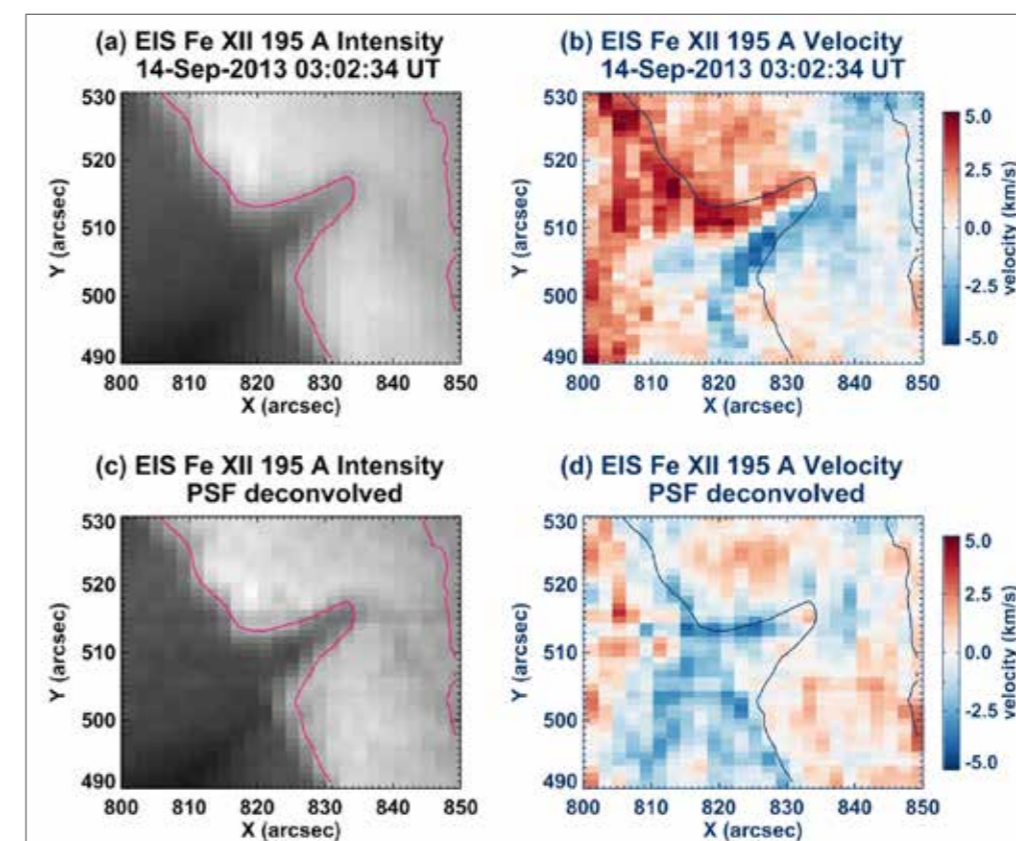 (a) EIS Fe XII 195 A Intensity
14-Sep-2013 03:02:34 UT
530
520
510
500
490
Y (arcsec)
800 810 820 830 840 850
X (arcsec)
(b) EIS Fe XII 195 A Velocity
14-Sep-2013 03:02:34 UT
530
520
510
500
490
Y (arcsec)
800 810 820 830 840 850
X (arcsec)
5.0
2.5
0.0
-2.5
-5.0
velocity (km/s)
(c) EIS Fe XII 195 A Intensity
PSF deconvolved
530
520
510
500
490
Y (arcsec)
800 810 820 830 840 850
X (arcsec)
(d) EIS Fe XII 195 A Velocity
PSF deconvolved
530
520
510
500
490
Y (arcsec)
800 810 820 830 840 850
X (arcsec)
5.0
2.5
0.0
-2.5
-5.0
velocity (km/s)